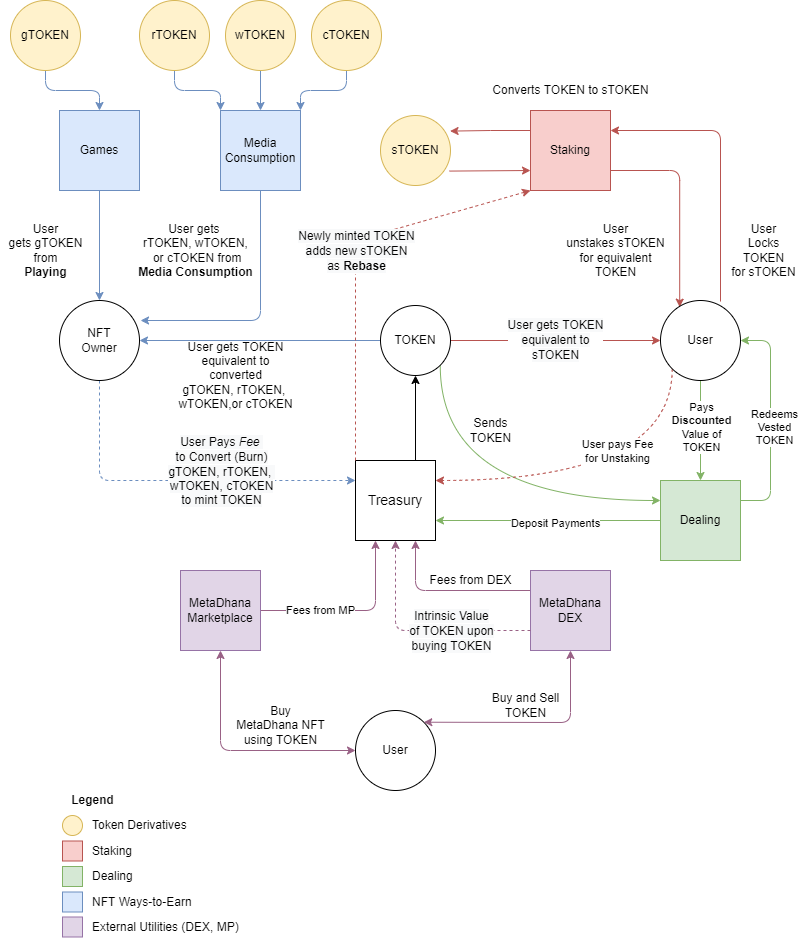 gTOKEN
rTOKEN
wTOKEN
cTOKEN
Converts TOKEN to sTOKEN
Games
Media
Consumption
sTOKEN
Staking
User
gets gTOKEN
from
Playing
User gets
rTOKEN, wTOKEN,
or cTOKEN from
Media Consumption
Newly minted TOKEN
adds new sTOKEN
as Rebase
User
unstakes sTOKEN
for equivalent
TOKEN
User
Locks
TOKEN
for sTOKEN
NFT
Owner
TOKEN
User gets TOKEN
equivalent to
sTOKEN
User
User gets TOKEN
equivalent to
converted
gTOKEN, rTOKEN,
wTOKEN,or cTOKEN
Sends
TOKEN
Pays
Discounted
Value of
TOKEN
Redeems
Vested
TOKEN
User Pays Fee
to Convert (Burn)
gTOKEN, rTOKEN,
wTOKEN, cTOKEN
to mint TOKEN
User pays Fee
for Unstaking
Treasury
Dealing
Deposit Payments
MetaDhana
Marketplace
Fees from MP
Fees from DEX
MetaDhana
DEX
Intrinsic Value
of TOKEN upon
buying TOKEN
Buy
MetaDhana NFT
using TOKEN
Buy and Sell
TOKEN
User
Legend
Token Derivatives
Staking
Dealing
NFT Ways-to-Earn
External Utilities (DEX, MP)